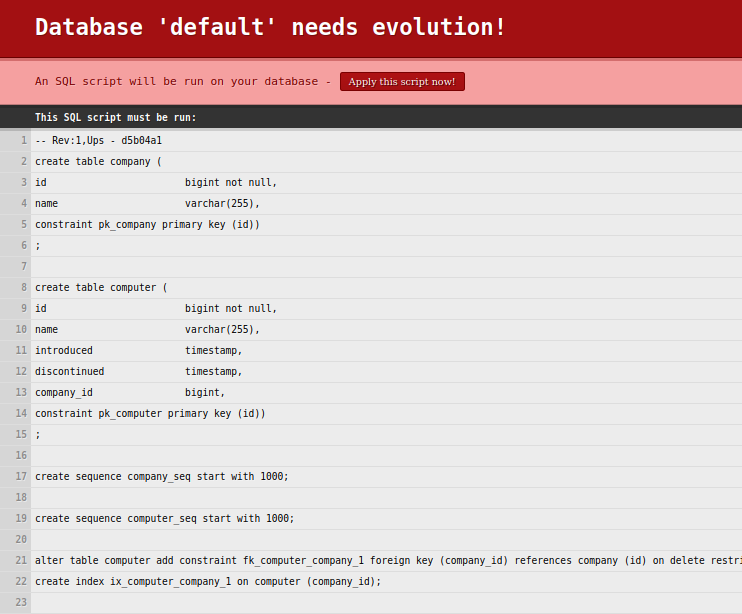 Database 'default' needs evolution!
An SQL script will be run on your database - Apply this script now!
This SQL script must be run:
1 -- Rev:1,Ups - d5b04a1
2 create table company (
3 id bigint not null,
4 name varchar(255),
5 constraint pk_company primary key (id))
6 ;
7
8 create table computer (
9 id bigint not null,
10 name varchar(255),
11 introduced timestamp,
12 discontinued timestamp,
13 company_id bigint,
14 constraint pk_computer primary key (id))
15 ;
16
17 create sequence company_seq start with 1000;
18
19 create sequence computer_seq start with 1000;
20
21 alter table computer add constraint fk_computer_company_1 foreign key (company_id) references company (id) on delete restri
22 create index ix_computer_company_1 on computer (company_id);
23